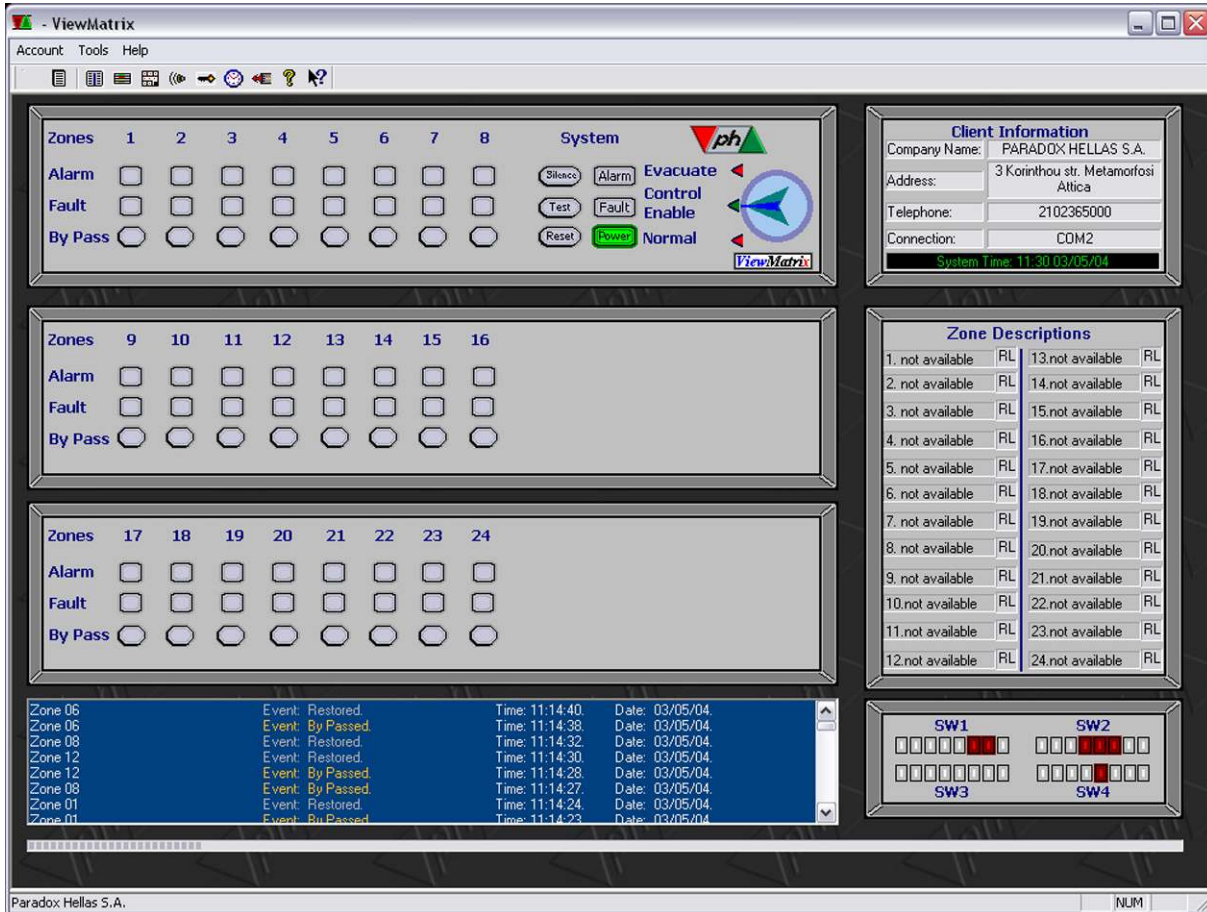 - ViewMatrix
Account Tools Help
Zones 1 2 3 4 5 6 7 8 System ph
Alarm Silence Alarm Evacuate
Fault Test Fault Control Enable
By Pass Reset Power Normal
ViewMatrix
Client Information
Company Name: PARADOX HELLAS S.A.
Address: 3 Korinthou str. Metamorfosi Attica
Telephone: 2102365000
Connection: COM2
System Time: 11:30 03/05/04
Zones 9 10 11 12 13 14 15 16
Alarm
Fault
By Pass
Zones 17 18 19 20 21 22 23 24
Alarm
Fault
By Pass
Zone Descriptions
1. not available RL 13.not available RL
2. not available RL 14.not available RL
3. not available RL 15.not available RL
4. not available RL 16.not available RL
5. not available RL 17.not available RL
6. not available RL 18.not available RL
7. not available RL 19.not available RL
8. not available RL 20.not available RL
9. not available RL 21.not available RL
10.not available RL 22.not available RL
11.not available RL 23.not available RL
12.not available RL 24.not available RL
Zone 06 Event: Restored. Time: 11:14:40. Date: 03/05/04.
Zone 06 Event: By Passed. Time: 11:14:38. Date: 03/05/04.
Zone 08 Event: Restored. Time: 11:14:32. Date: 03/05/04.
Zone 12 Event: Restored. Time: 11:14:30. Date: 03/05/04.
Zone 12 Event: By Passed. Time: 11:14:28. Date: 03/05/04.
Zone 08 Event: By Passed. Time: 11:14:27. Date: 03/05/04.
Zone 01 Event: Restored. Time: 11:14:24. Date: 03/05/04.
Zone 01 Event: By Passed. Time: 11:14:23. Date: 03/05/04.
SW1 SW2
SW3 SW4
Paradox Hellas S.A. NUM